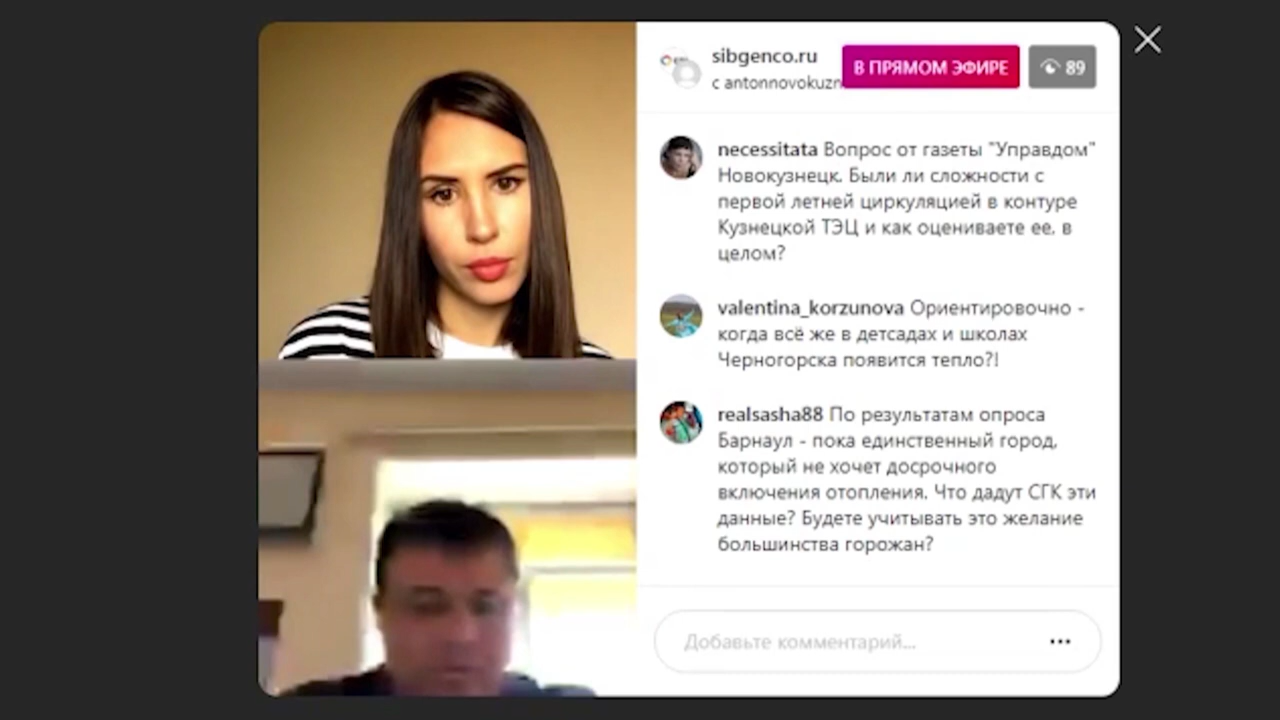 sibgenco.ru
с antonnovokuzn
В ПРЯМОМ ЭФИРЕ
89
necessitata Вопрос от газеты "Управдом"
Новокузнецк. Были ли сложности с
первой летней циркуляцией в контуре
Кузнецкой ТЭЦ и как оцениваете ее, в
целом?
valentina_korzunova Ориентировочно -
когда всё же в детсадах и школах
Черногорска появится тепло?!
realsasha88 По результатам опроса
Барнаул - пока единственный город,
который не хочет досрочного
включения отопления. Что дадут СГК эти
данные? Будете учитывать это желание
большинства горожан?
Добавьте комментарий...